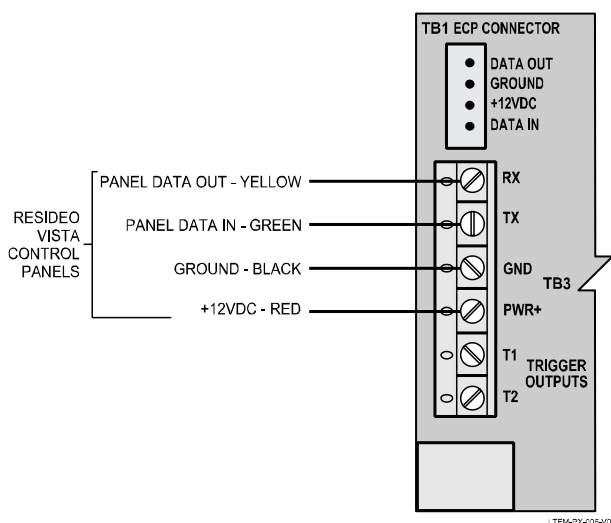 TB1 ECP CONNECTOR
DATA OUT
GROUND
+12VDC
DATA IN
RESIDEO
VISTA
CONTROL
PANELS
PANEL DATA OUT - YELLOW
PANEL DATA IN - GREEN
GROUND - BLACK
+12VDC - RED
RX
TX
GND
TB3
PWR+
T1
TRIGGER
OUTPUTS
T2